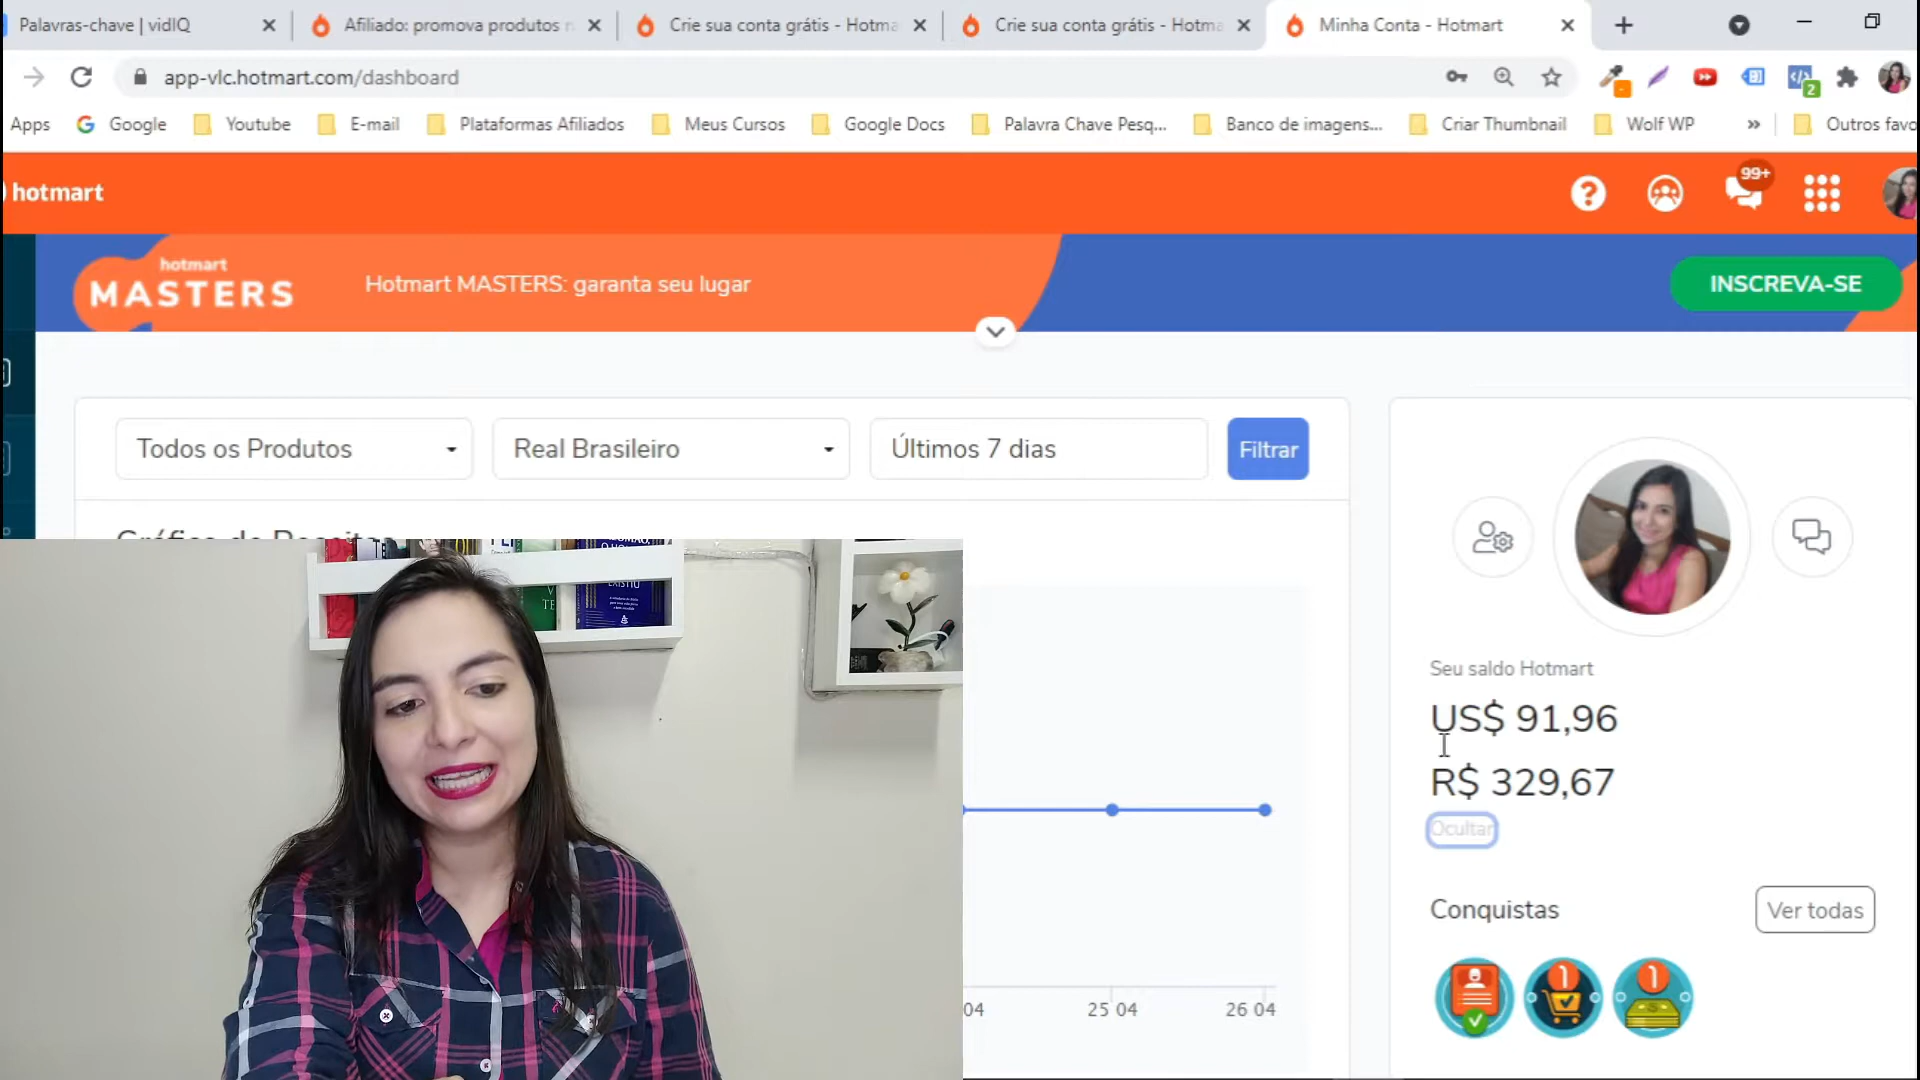 Palavras-chave | vidIQ
Afiliado: promova produtos n
Crie sua conta grátis - Hotma
Crie sua conta grátis - Hotma
Minha Conta - Hotmart
app-vlc.hotmart.com/dashboard
2
Apps
Google
Youtube
E-mail
Plataformas Afiliados
Meus Cursos
Google Docs
Palavra Chave Pesq...
Banco de imagens...
Criar Thumbnail
Wolf WP
»
Outros favo
hotmart
99+
hotmart
MASTERS
Hotmart MASTERS: garanta seu lugar
INSCREVA-SE
Todos os Produtos
Real Brasileiro
Últimos 7 dias
Filtrar
Seu saldo Hotmart
US$ 91,96
R$ 329,67
Ocultar
Conquistas
Ver todas
1
1
04
25 04
26 04